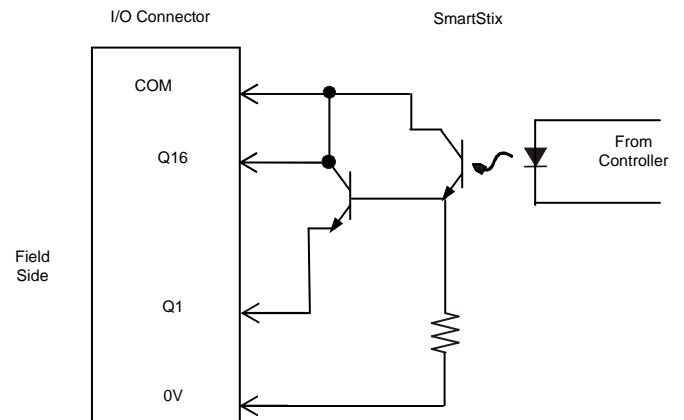 I/O Connector
SmartStix
COM
From
Controller
Q16
Field
Side
Q1
0V